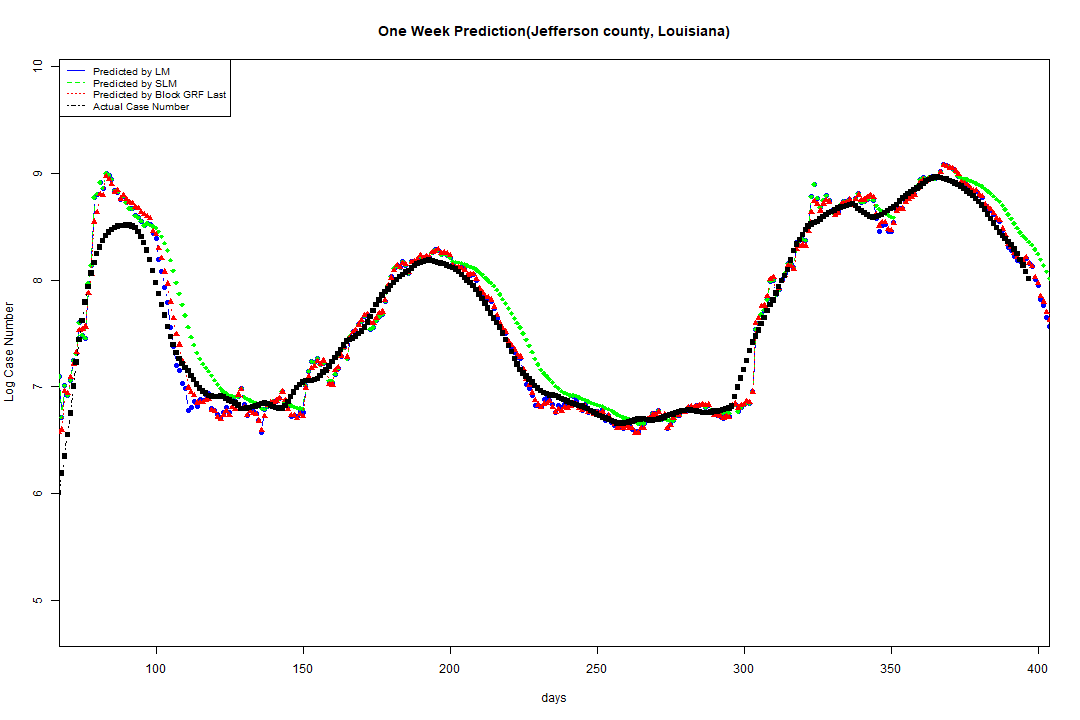 One Week Prediction(Jefferson county, Louisiana)
Predicted by LM
Predicted by SLM
Predicted by Block GRF Last
Actual Case Number
10
9
8
7
6
5
Log Case Number
100 150 200 250 300 350 400
days